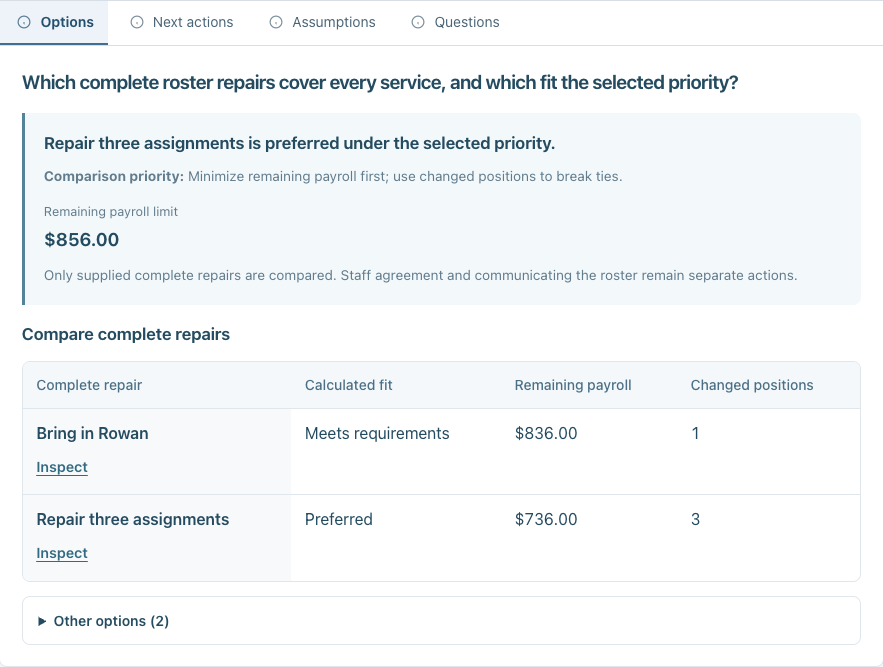 Options
Next actions
Assumptions
Questions
Which complete roster repairs cover every service, and which fit the selected priority?
Repair three assignments is preferred under the selected priority.
Comparison priority: Minimize remaining payroll first; use changed positions to break ties.
Remaining payroll limit
$856.00
Only supplied complete repairs are compared. Staff agreement and communicating the roster remain separate actions.
Compare complete repairs
Complete repair Calculated fit Remaining payroll Changed positions
Bring in Rowan Meets requirements $836.00 1
Inspect
Repair three assignments Preferred $736.00 3
Inspect
Other options (2)